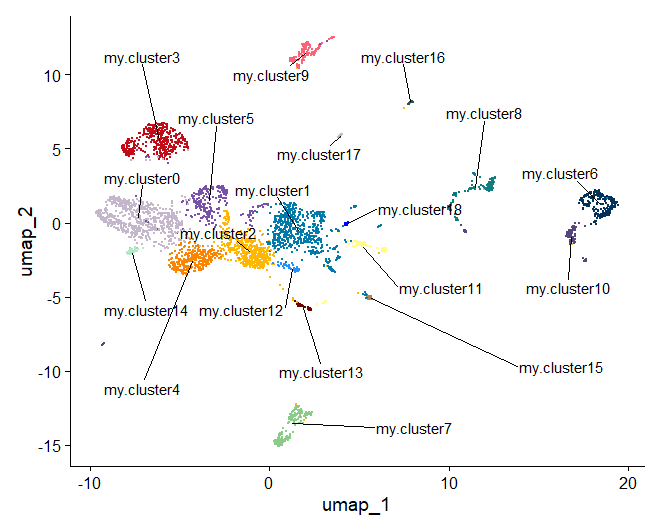 my.cluster3
my.cluster16
my.cluster9
my.cluster5
my.cluster8
my.cluster17
my.cluster0
my.cluster1
my.cluster6
my.cluster18
my.cluster2
my.cluster14
my.cluster12
my.cluster11
my.cluster10
my.cluster4
my.cluster13
my.cluster15
my.cluster7
10
5
0
-5
-10
-15
umap_2
-10
0
10
20
umap_1